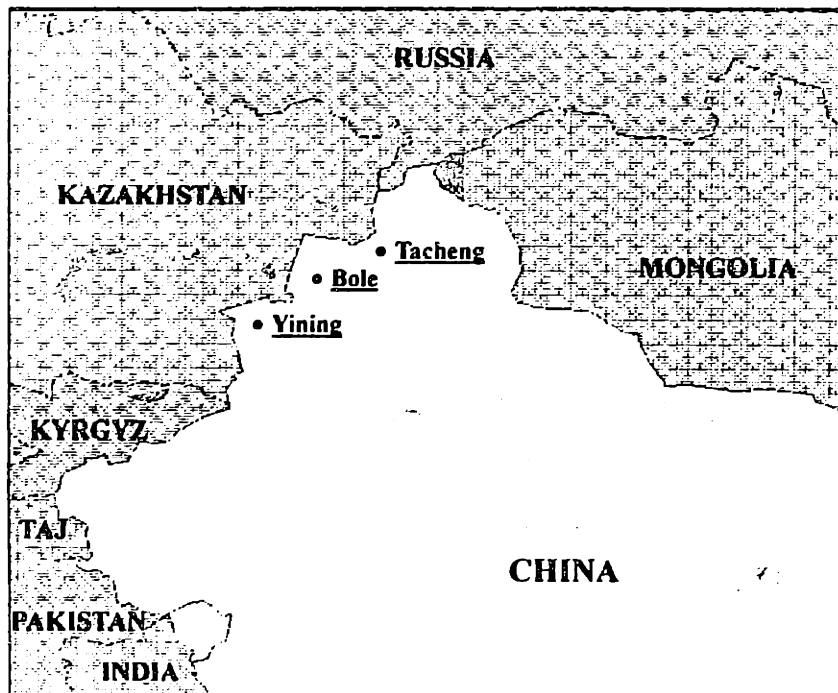 RUSSIA
KAZAKHSTAN
Tacheng
MONGOLIA
Bole
Yining
KYRGYZ
TAJ
CHINA
PAKISTAN
INDIA